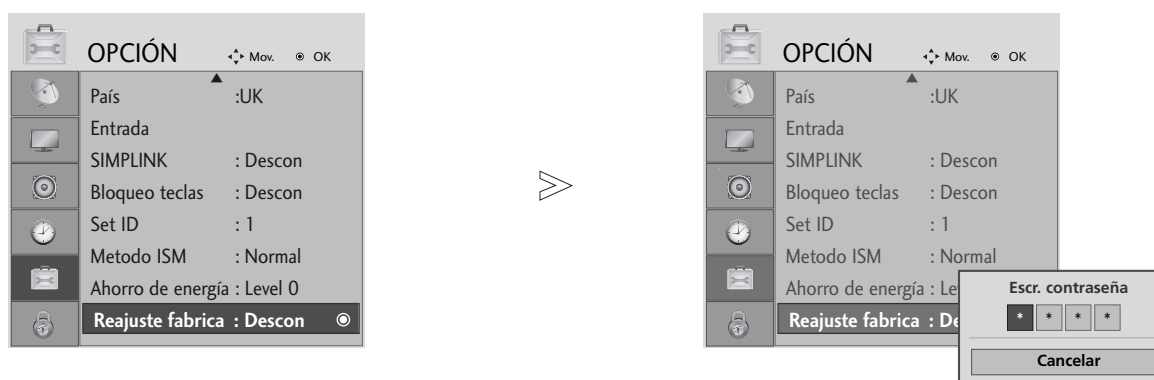 OPCIÓN Mov. OK
País :UK
Entrada
SIMPLINK : Descon
Bloqueo teclas : Descon
Set ID : 1
Metodo ISM : Normal
Ahorro de energía : Level 0
Reajuste fabrica : Descon
OPCIÓN Mov. OK
País :UK
Entrada
SIMPLINK : Descon
Bloqueo teclas : Descon
Set ID : 1
Metodo ISM : Normal
Ahorro de energía : Le
Reajuste fabrica : De
Escr. contraseña
* * * *
Cancelar